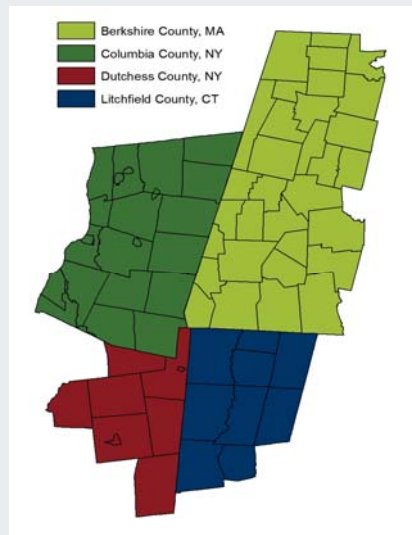 Berkshire County, MA
Columbia County, NY
Dutchess County, NY
Litchfield County, CT